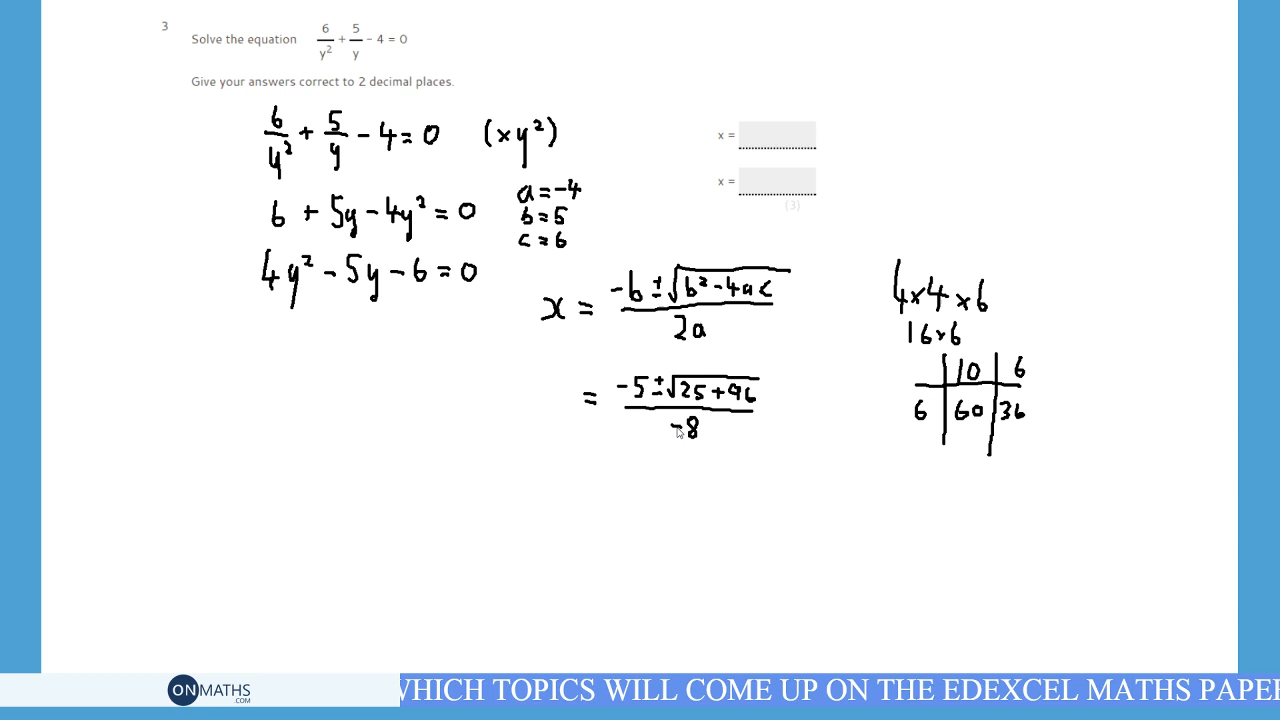 3
Solve the equation 6/y² + 5/y - 4 = 0
Give your answers correct to 2 decimal places.
6/y² + 5/y - 4 = 0 (×y²)
x =
x =
(3)
a = -4
6 + 5y - 4y² = 0
b = 5
c = 6
4y² - 5y - 6 = 0
x = (-b ± √(b² - 4ac))/2a
4×4×6
16×6
10 6
6 60 36
= (-5 ± √(25 + 96))/-8
ONMATHS
.COM
WHICH TOPICS WILL COME UP ON THE EDEXCEL MATHS PAPER